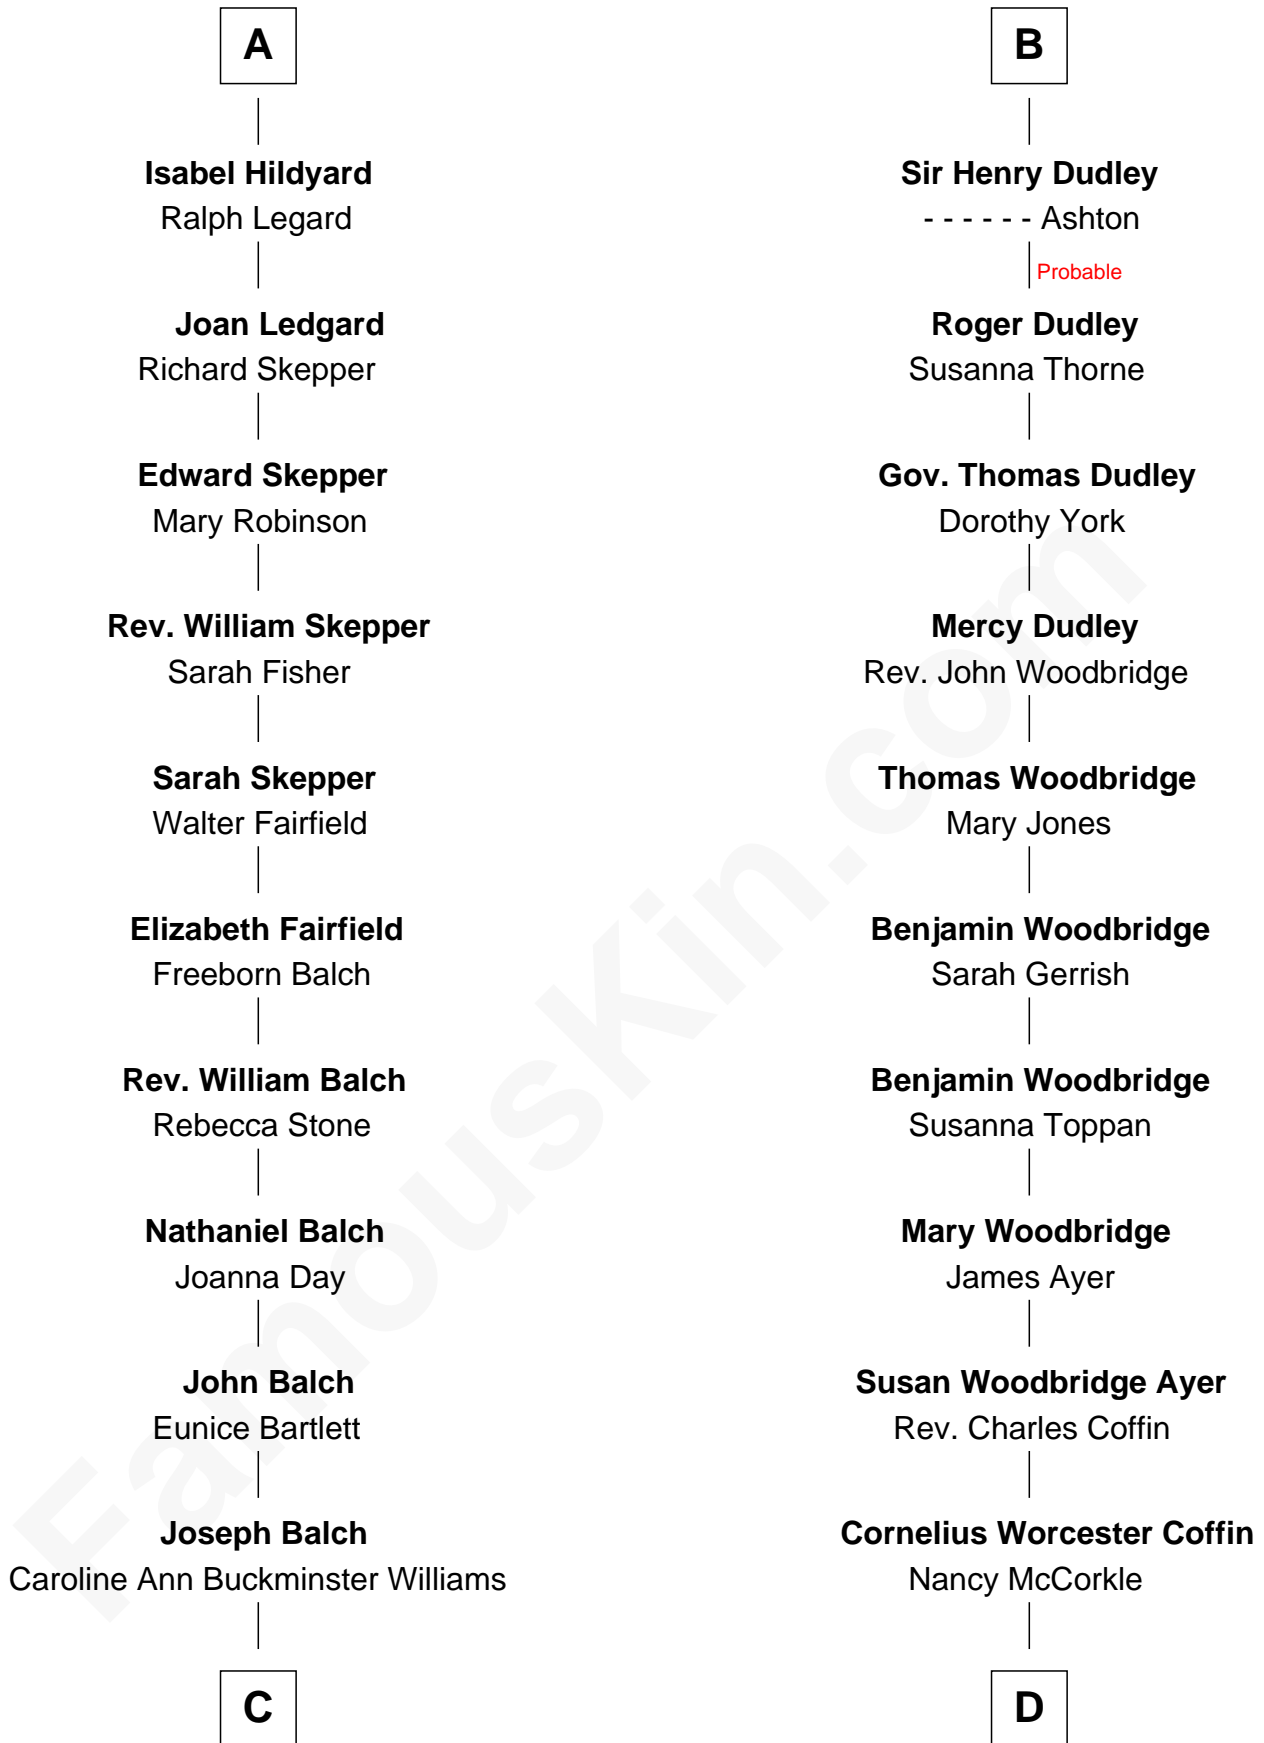 A
Isabel Hildyard
Ralph Legard
Joan Ledgard
Richard Skepper
Edward Skepper
Mary Robinson
Rev. William Skepper
Sarah Fisher
Sarah Skepper
Walter Fairfield
Elizabeth Fairfield
Freeborn Balch
Rev. William Balch
Rebecca Stone
Nathaniel Balch
Joanna Day
John Balch
Eunice Bartlett
Joseph Balch
Caroline Ann Buckminster Williams
C
B
Sir Henry Dudley
- - - - - - Ashton
Probable
Roger Dudley
Susanna Thorne
Gov. Thomas Dudley
Dorothy York
Mercy Dudley
Rev. John Woodbridge
Thomas Woodbridge
Mary Jones
Benjamin Woodbridge
Sarah Gerrish
Benjamin Woodbridge
Susanna Toppan
Mary Woodbridge
James Ayer
Susan Woodbridge Ayer
Rev. Charles Coffin
Cornelius Worcester Coffin
Nancy McCorkle
D
FamousKin.com